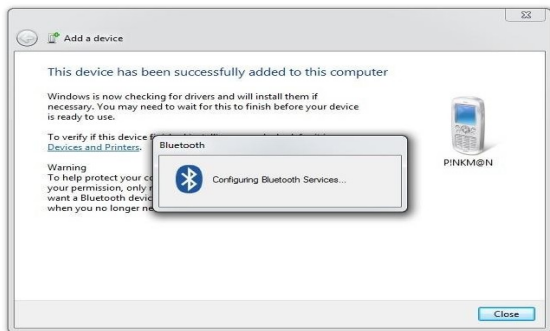 Add a device
This device has been successfully added to this computer
Windows is now checking for drivers and will install them if
necessary. You may need to wait for this to finish before your device
is ready to use.
To verify if this device
Devices and Printers.
Warning
To help protect your
your permission, only
want a Bluetooth
when you no longer
Bluetooth
Configuring Bluetooth Services...
P!NKM@N
Close